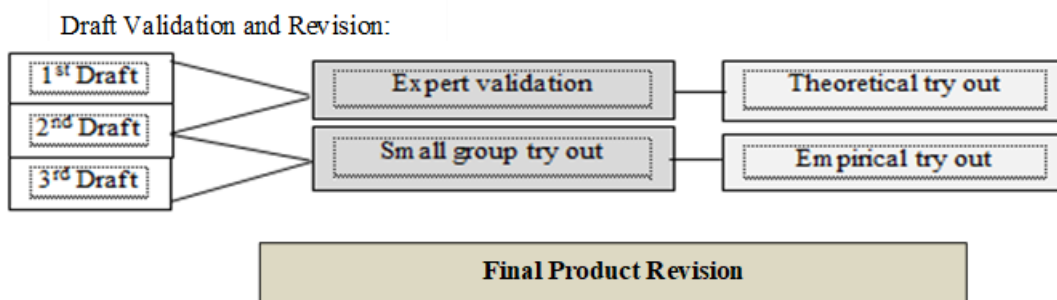 Draft Validation and Revision:
1st Draft
Expert validation
Theoretical try out
2nd Draft
Small group try out
Empirical try out
3rd Draft
Final Product Revision